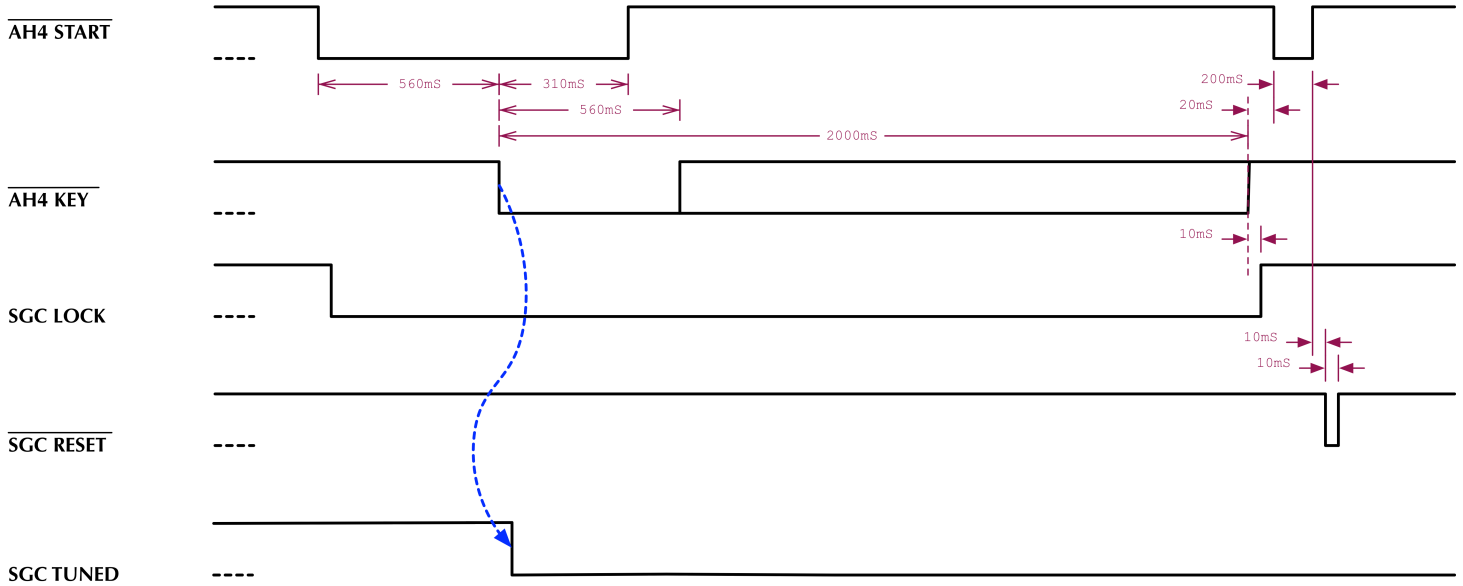 AH4 START
560mS
310mS
200mS
560mS
20mS
2000mS
AH4 KEY
10mS
SGC LOCK
10mS
10mS
SGC RESET
SGC TUNED